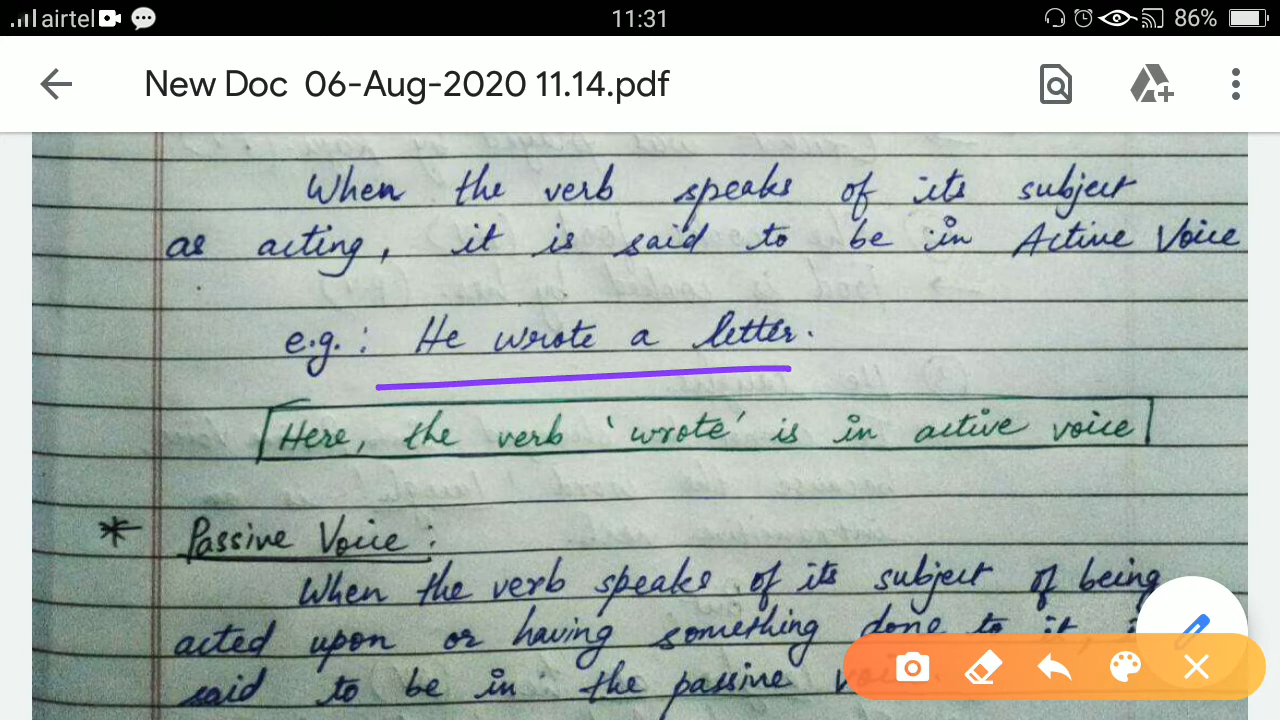 airtel 11:31 86%
New Doc 06-Aug-2020 11.14.pdf
When the verb speaks of its subject
as acting, it is said to be in Active Voice
e.g.: He wrote a letter.
Here, the verb 'wrote' is in active voice
* Passive Voice:
When the verb speaks of its subject of being
acted upon or having something done to it,
said to be in the passive